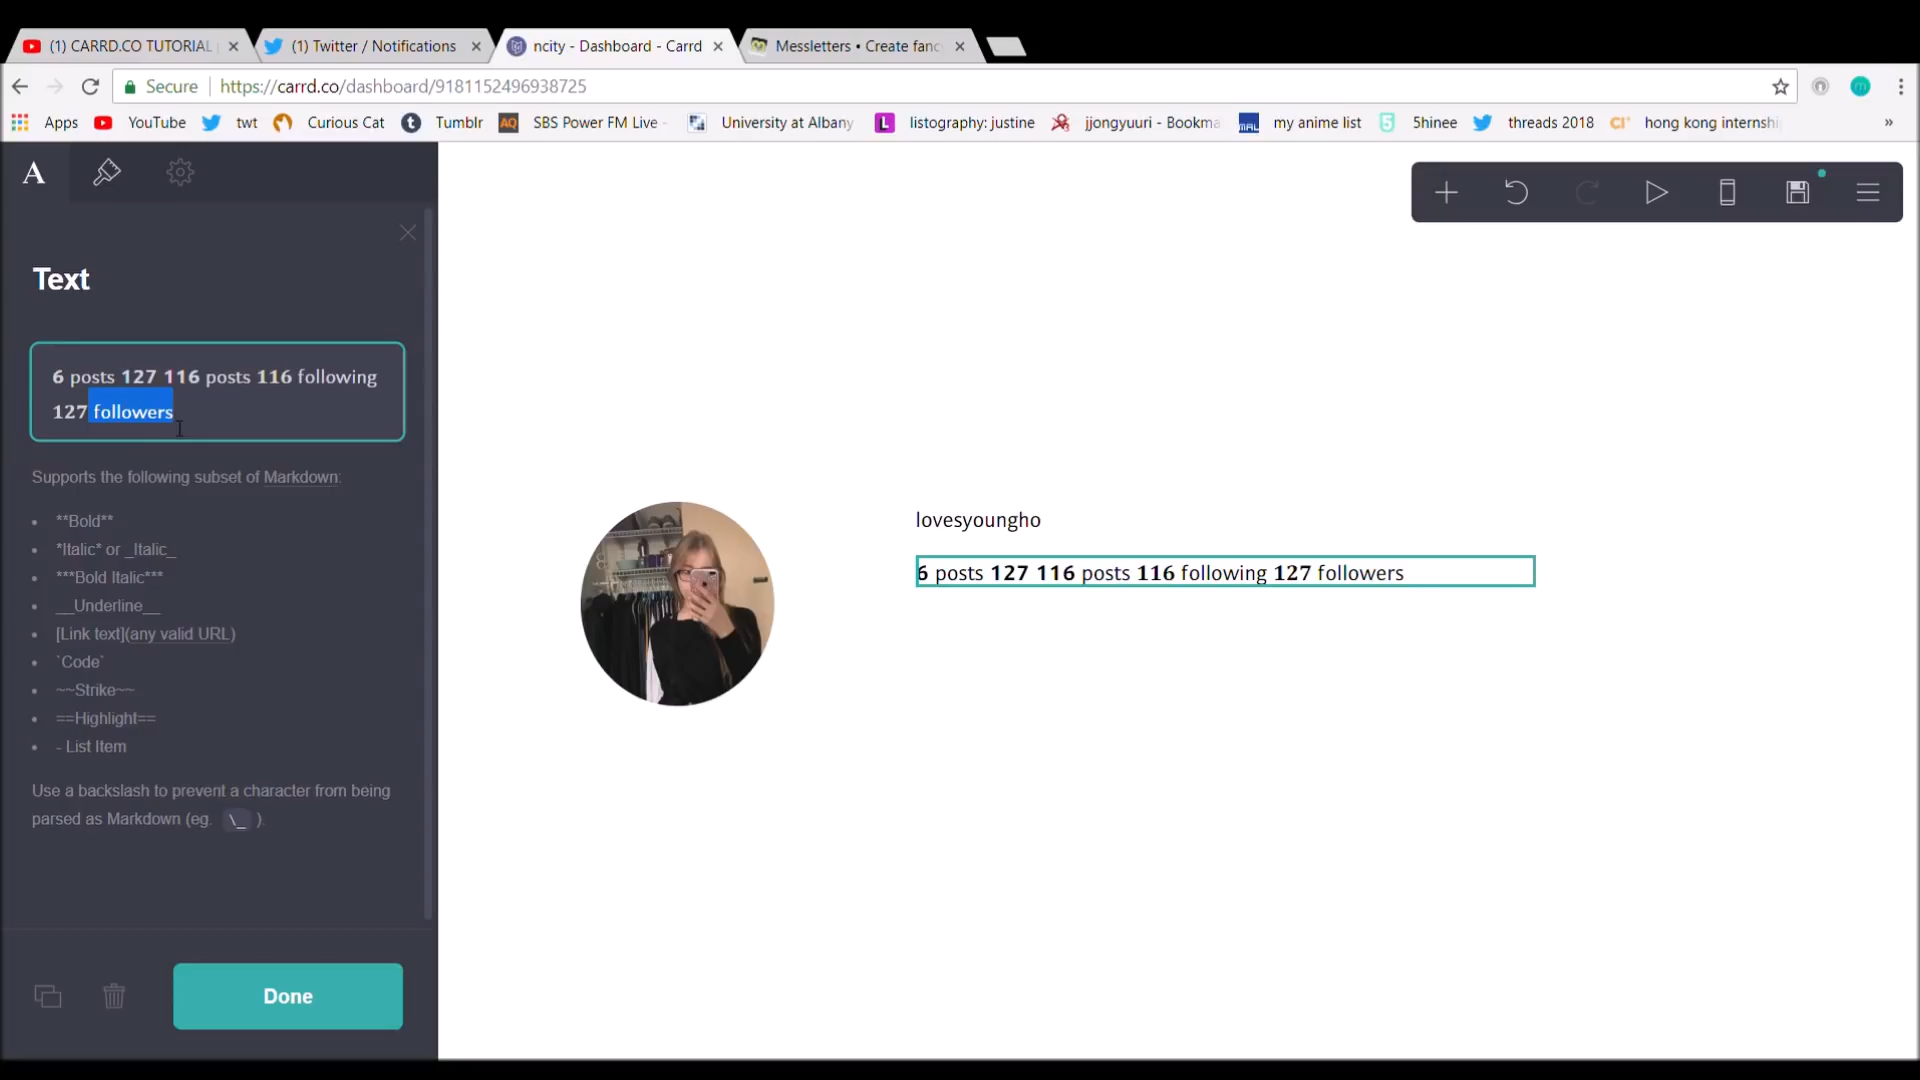 (1) CARRD.CO TUTORIAL
(1) Twitter / Notifications
ncity - Dashboard - Carrd
Messletters • Create fanc
Secure
https://carrd.co/dashboard/9181152496938725
Apps
YouTube
twt
Curious Cat
Tumblr
AQ
SBS Power FM Live -
University at Albany
L
listography: justine
jjongyuuri - Bookma
MAL
my anime list
5
5hinee
threads 2018
CI
hong kong internshi
»
A
Text
6 posts 127 116 posts 116 following
127 followers
Supports the following subset of Markdown:
**Bold**
*Italic* or _Italic_
***Bold Italic***
__Underline__
[Link text](any valid URL)
`Code`
~~Strike~~
==Highlight==
- List Item
Use a backslash to prevent a character from being
parsed as Markdown (eg. \_ ).
Done
lovesyoungho
6 posts 127 116 posts 116 following 127 followers